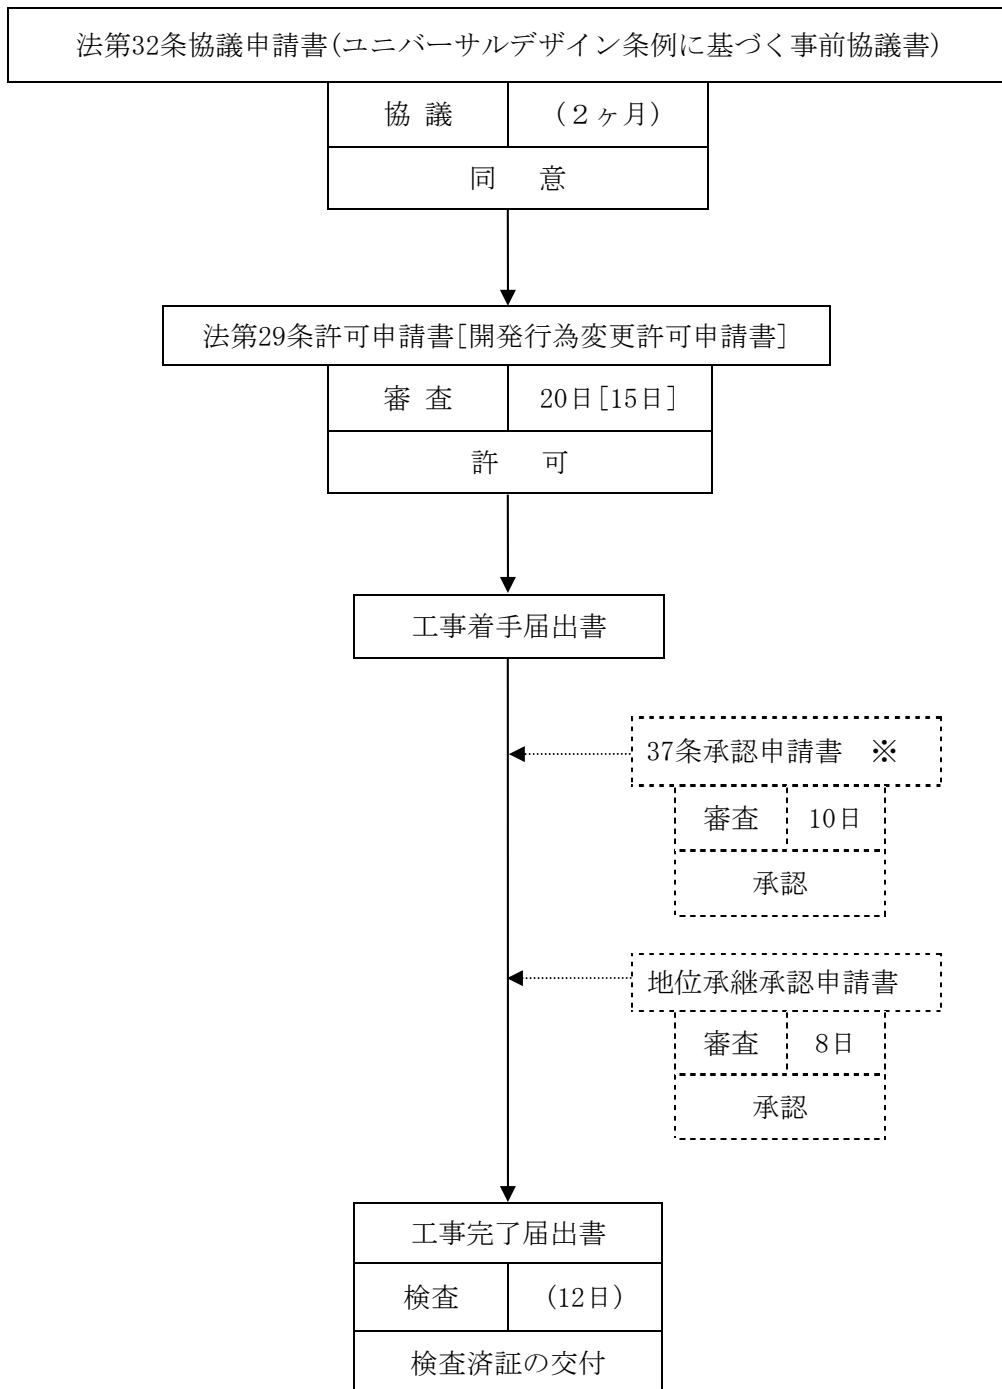 法第32条協議申請書(ユニバーサルデザイン条例に基づく事前協議書)
協 議 (２ヶ月)
同 意
法第29条許可申請書[開発行為変更許可申請書]
審 査 20日[15日]
許 可
工事着手届出書
37条承認申請書 ※
審査 10日
承認
地位承継承認申請書
審査 8日
承認
工事完了届出書
検査 (12日)
検査済証の交付